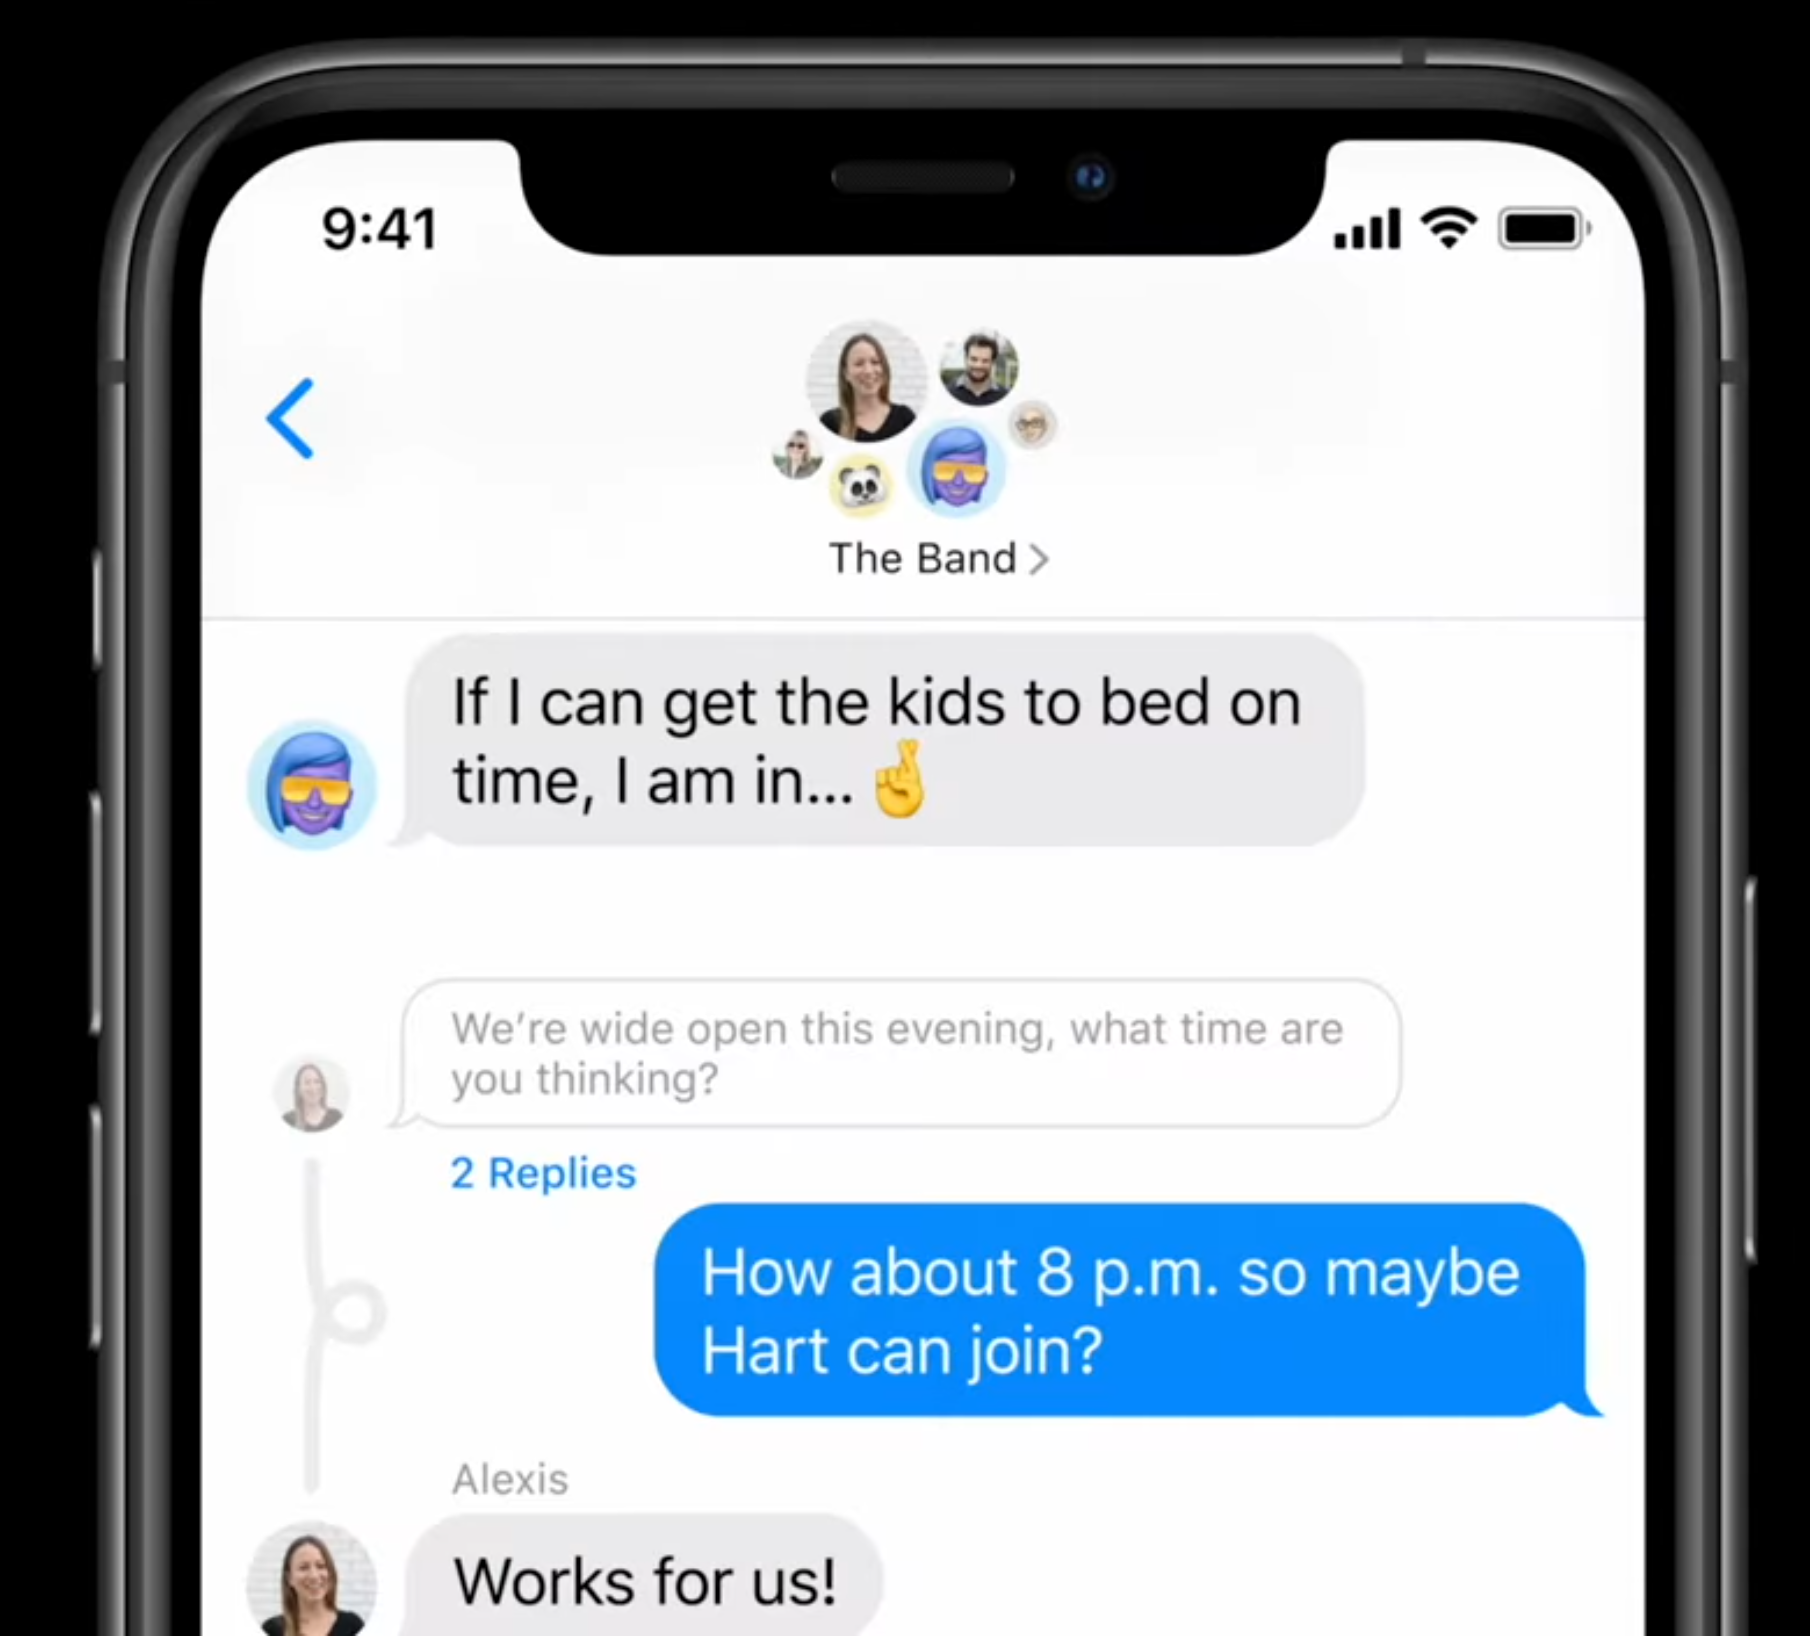 9:41
The Band >
If I can get the kids to bed on
time, I am in... 🤞
We’re wide open this evening, what time are
you thinking?
2 Replies
How about 8 p.m. so maybe
Hart can join?
Alexis
Works for us!